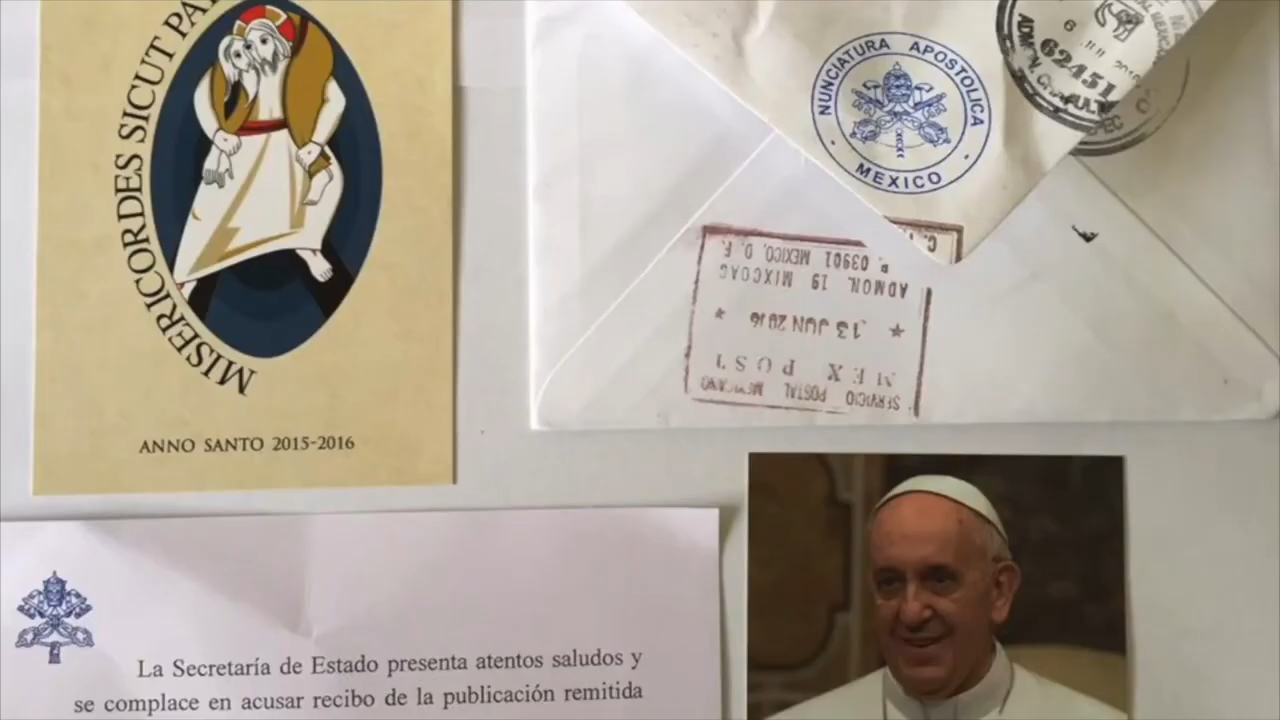 MISERICORDES SICUT PA
ANNO SANTO 2015-2016
NUNCIATURA APOSTOLICA
MEXICO
62451
SERVICIO POSTAL MEXICANO
MEX POST
★ 13 JUN 2016 ★
ADMON. 19 MIXCOAC
P. 03901 MEXICO, D. F.
La Secretaría de Estado presenta atentos saludos y
se complace en acusar recibo de la publicación remitida